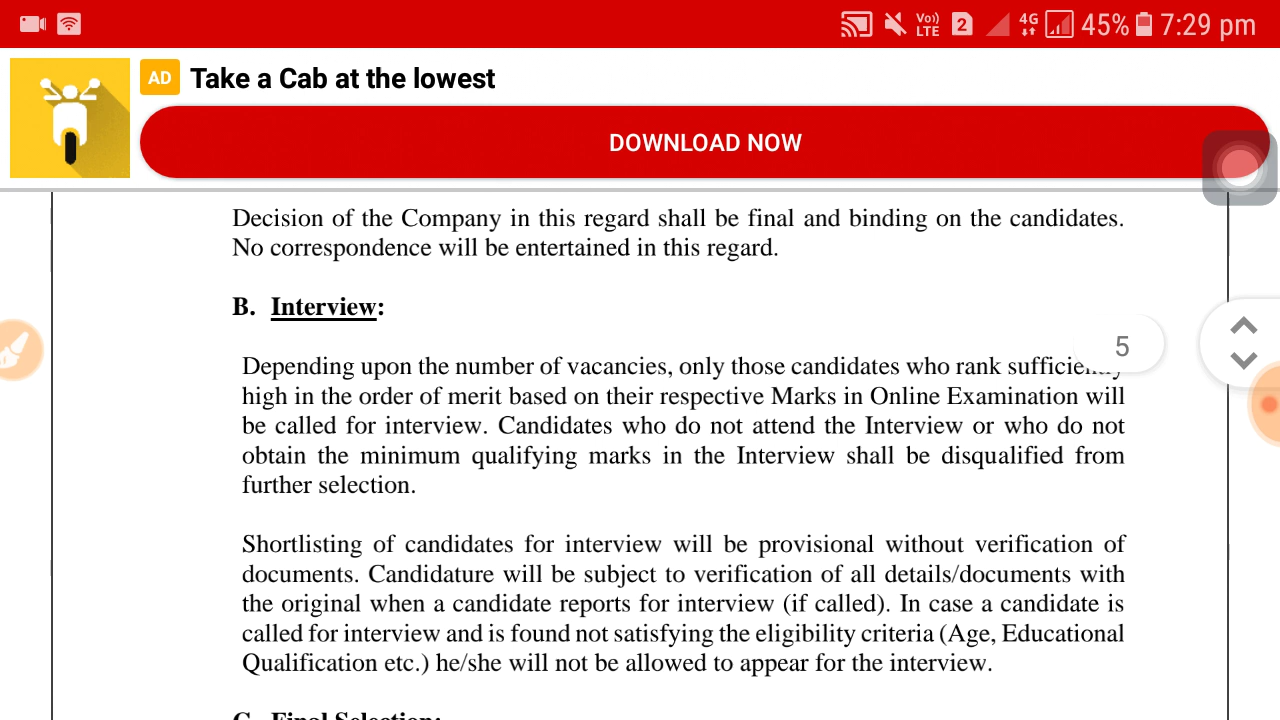 Vo)) LTE 2 4G 45% 7:29 pm
AD Take a Cab at the lowest
DOWNLOAD NOW
Decision of the Company in this regard shall be final and binding on the candidates.
No correspondence will be entertained in this regard.
B. Interview:
5
Depending upon the number of vacancies, only those candidates who rank
high in the order of merit based on their respective Marks in Online Examination will
be called for interview. Candidates who do not attend the Interview or who do not
obtain the minimum qualifying marks in the Interview shall be disqualified from
further selection.
Shortlisting of candidates for interview will be provisional without verification of
documents. Candidature will be subject to verification of all details/documents with
the original when a candidate reports for interview (if called). In case a candidate is
called for interview and is found not satisfying the eligibility criteria (Age, Educational
Qualification etc.) he/she will not be allowed to appear for the interview.
C. Final Selection: